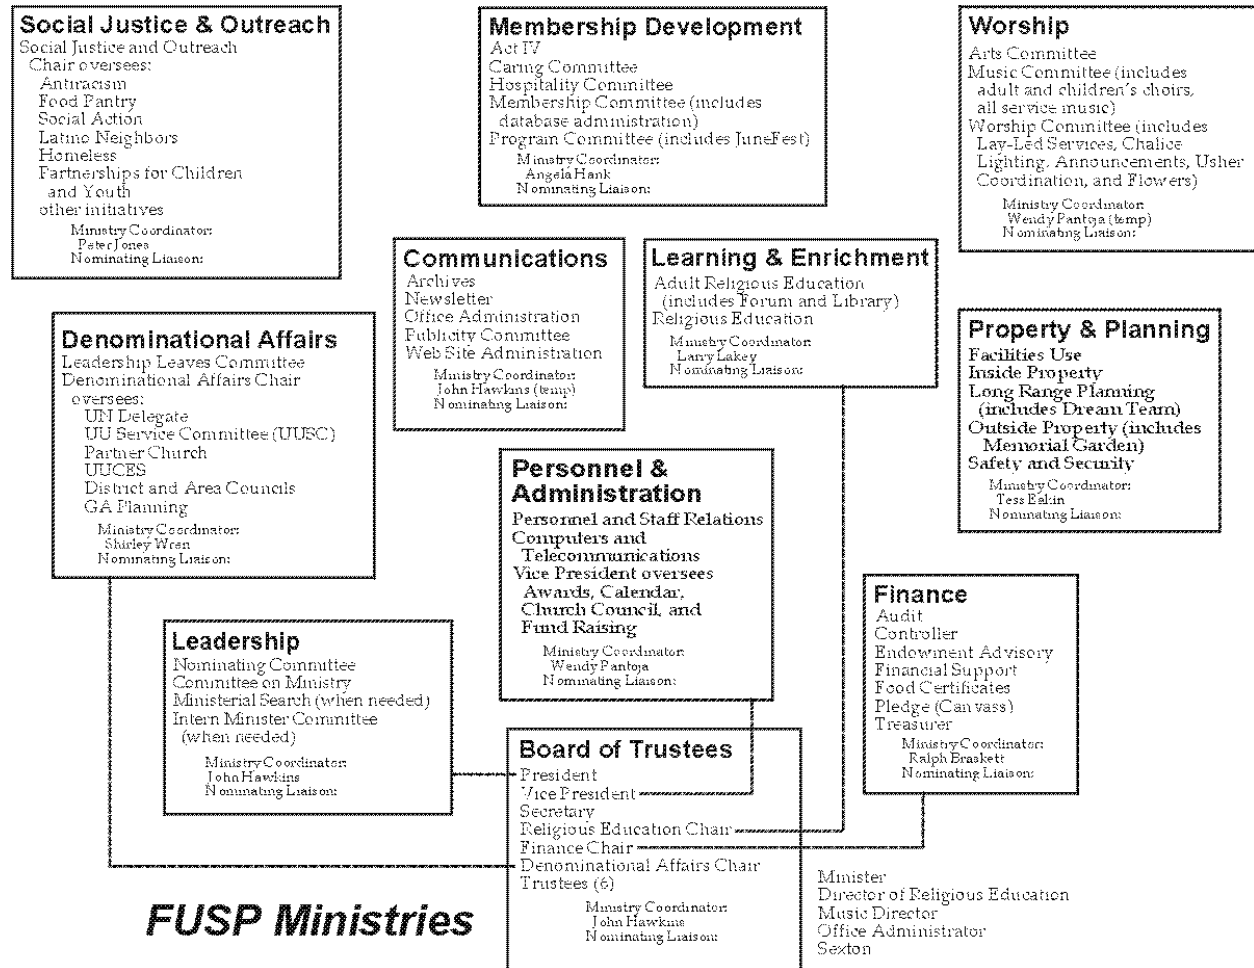 Social Justice & Outreach
Social Justice and Outreach
Chair oversees:
Antiracism
Food Pantry
Social Action
Latino Neighbors
Homeless
Partnerships for Children
and Youth
other initiatives
Ministry Coordinator:
Peter Jones
Nominating Liaison:
Membership Development
Act IV
Caring Committee
Hospitality Committee
Membership Committee (includes
database administration)
Program Committee (includes JuneFest)
Ministry Coordinator:
Angela Hank
Nominating Liaison:
Worship
Arts Committee
Music Committee (includes
adult and children's choirs,
all service music)
Worship Committee (includes
Lay-Led Services, Chalice
Lighting, Announcements, Usher
Coordination, and Flowers)
Ministry Coordinator:
Wendy Pantoja (temp)
Nominating Liaison:
Communications
Archives
Newsletter
Office Administration
Publicity Committee
Web Site Administration
Ministry Coordinator:
John Hawkins (temp)
Nominating Liaison:
Learning & Enrichment
Adult Religious Education
(includes Forum and Library)
Religious Education
Ministry Coordinator:
Larry Lakey
Nominating Liaison:
Denominational Affairs
Leadership Leaves Committee
Denominational Affairs Chair
oversees:
UN Delegate
UU Service Committee (UUSC)
Partner Church
UUCES
District and Area Councils
GA Planning
Ministry Coordinator:
Shirley Wren
Nominating Liaison:
Property & Planning
Facilities Use
Inside Property
Long Range Planning
(includes Dream Team)
Outside Property (includes
Memorial Garden)
Safety and Security
Ministry Coordinator:
Tess Eakin
Nominating Liaison:
Personnel &
Administration
Personnel and Staff Relations
Computers and
Telecommunications
Vice President oversees
Awards, Calendar,
Church Council, and
Fund Raising
Ministry Coordinator:
Wendy Pantoja
Nominating Liaison:
Finance
Audit
Controller
Endowment Advisory
Financial Support
Food Certificates
Pledge (Canvass)
Treasurer
Ministry Coordinator:
Ralph Braskett
Nominating Liaison:
Leadership
Nominating Committee
Committee on Ministry
Ministerial Search (when needed)
Intern Minister Committee
(when needed)
Ministry Coordinator:
John Hawkins
Nominating Liaison:
Board of Trustees
President
Vice President
Secretary
Religious Education Chair
Finance Chair
Denominational Affairs Chair
Trustees (6)
Ministry Coordinator:
John Hawkins
Nominating Liaison:
Minister
Director of Religious Education
Music Director
Office Administrator
Sexton
FUSP Ministries